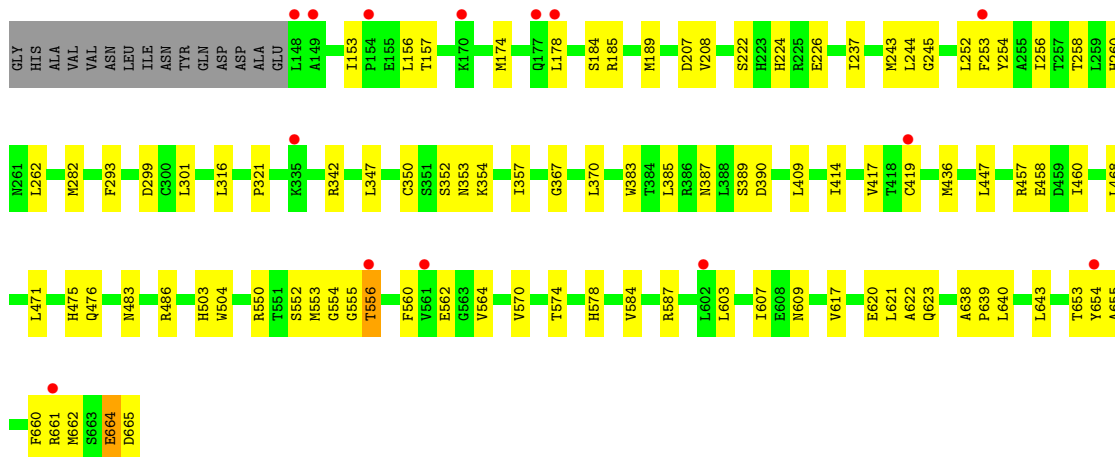 GLY HIS ALA VAL VAL ASN LEU ILE ASN TYR GLN ASP ASP ALA GLU L148 A149 I153 P154 E155 L156 T157 K170 M174 Q177 L178 S184 R185 M189 D207 V208 S222 H223 H224 R225 E226 I237 M243 L244 G245 L252 F253 Y254 A255 I256 T257 T258 L259 H260
N261 L262 M282 F293 D299 C300 L301 L316 P321 K335 R342 L347 C350 S351 S352 N353 K354 I357 G367 L370 W383 T384 L385 R386 N387 L388 S389 D390 L409 I414 V417 T418 C419 M436 L447 R457 E458 D459 I460 L468
L471 H475 Q476 N483 R486 H503 W504 R550 T551 S552 M553 G554 G555 T556 F560 V561 E562 G563 V564 V570 T574 H578 V584 R587 L602 L603 I607 E608 N609 V617 E620 L621 A622 Q623 A638 P639 L640 L643 T653 Y654 A655
F660 R661 M662 S663 E664 D665